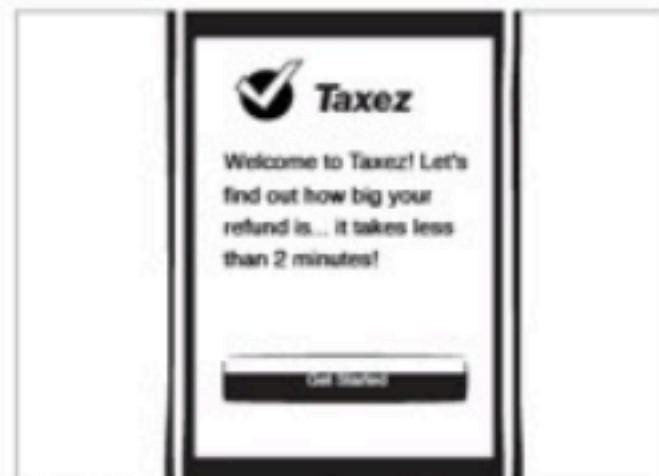 Taxez
Welcome to Taxez! Let's
find out how big your
refund is... it takes less
than 2 minutes!
Get Started